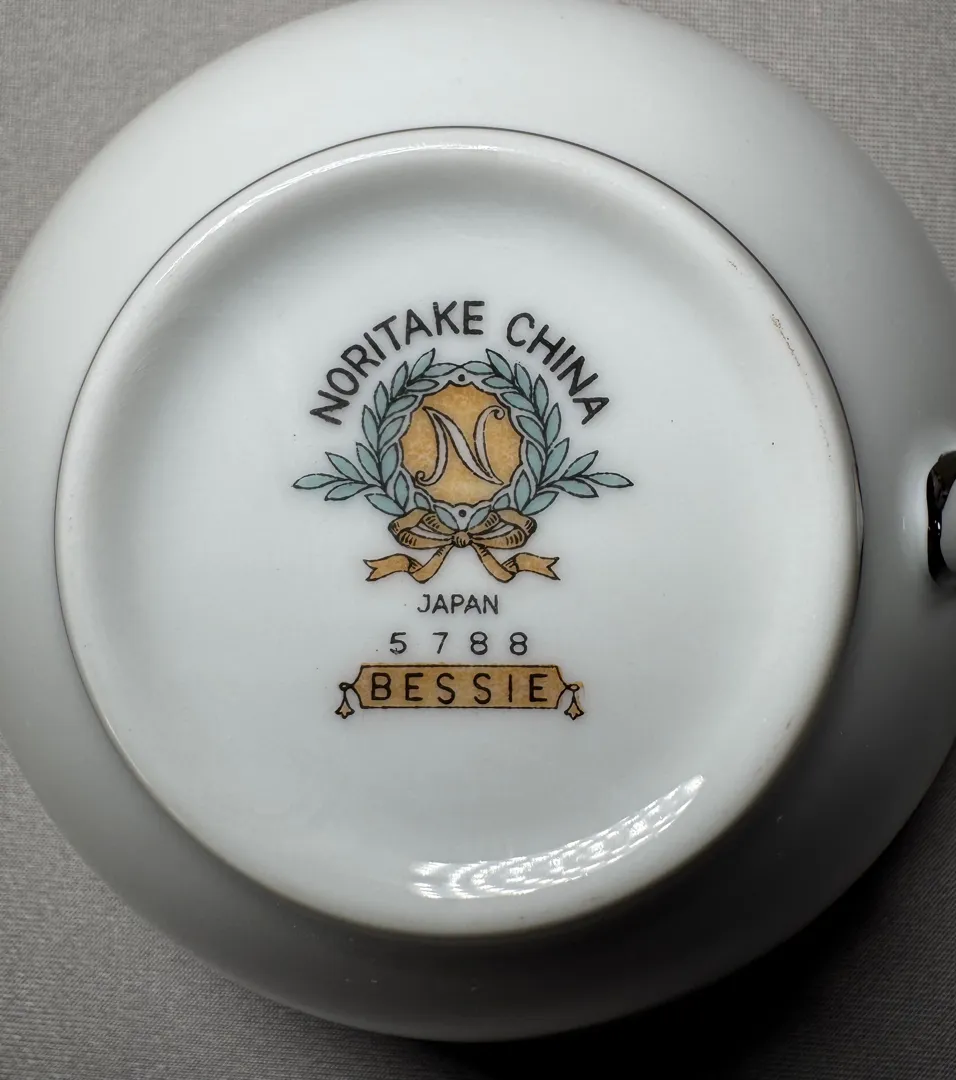 NORITAKE CHINA
N
JAPAN
5788
BESSIE